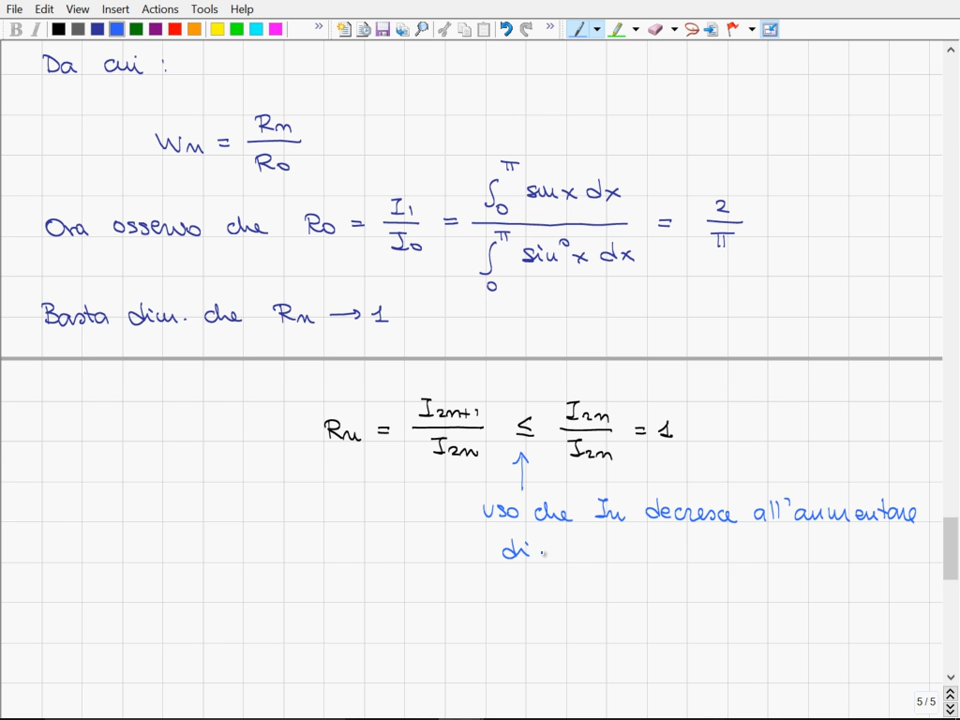 File Edit View Insert Actions Tools Help
B I » »
Da cui :
Wn = Rn / R0
Ora osservo che R0 = I1 / I0 = ∫_0^π sin x dx / ∫_0^π sin^0 x dx = 2 / π
Basta dim. che Rn → 1
Rn = I2n+1 / I2n ≤ I2n / I2n = 1
↑
uso che In decresce all'aumentare
di
5 / 5